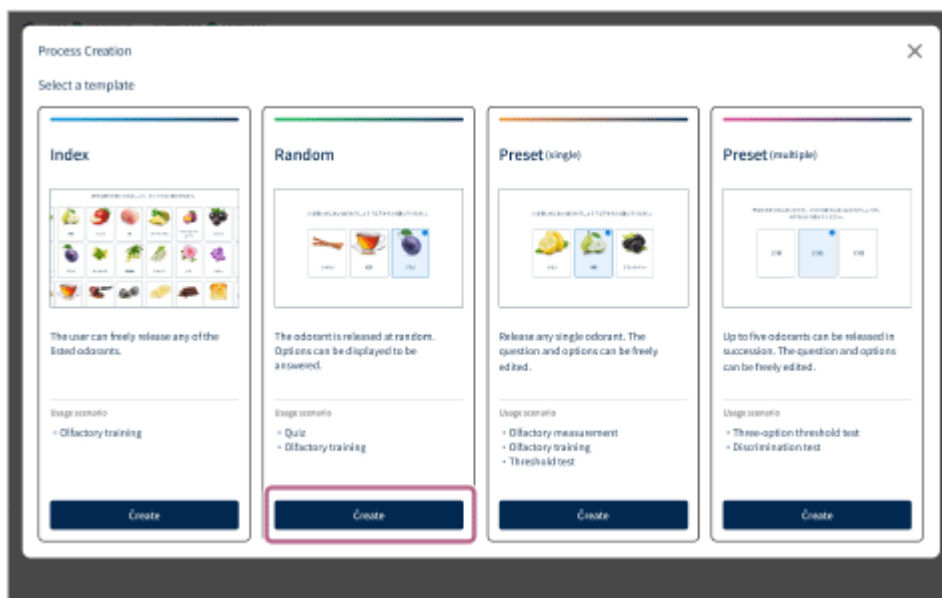 Process Creation
Select a template
Index
The user can freely release any of the
listed odorants.
Usage scenario
・Olfactory training
Create
Random
The odorant is released at random.
Options can be displayed to be
answered.
Usage scenario
・Quiz
・Olfactory training
Create
Preset (single)
Release any single odorant. The
question and options can be freely
edited.
Usage scenario
・Olfactory measurement
・Olfactory training
・Threshold test
Create
Preset (multiple)
Up to five odorants can be released in
succession. The question and options
can be freely edited.
Usage scenario
・Three-option threshold test
・Discrimination test
Create